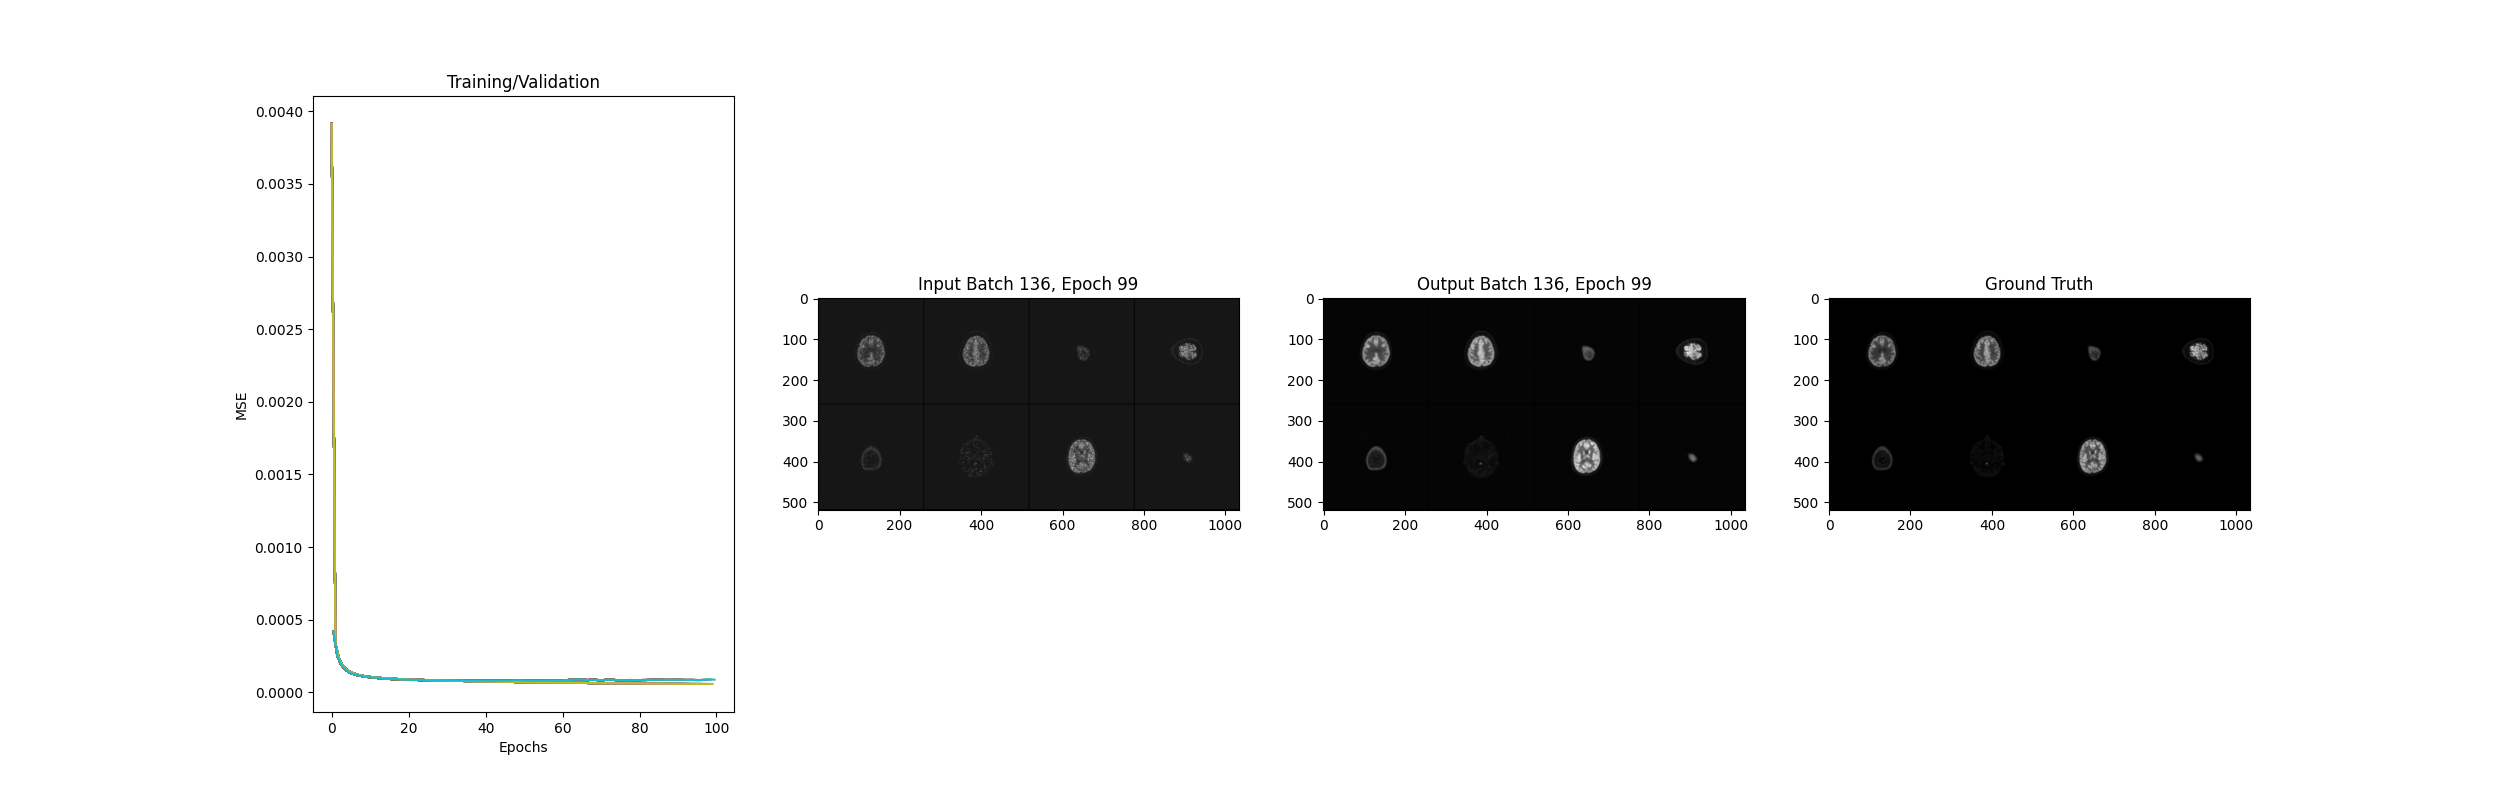 Training/Validation
0.0040
0.0035
0.0030
0.0025
0.0020
0.0015
0.0010
0.0005
0.0000
MSE
0 20 40 60 80 100
Epochs
Input Batch 136, Epoch 99
0
100
200
300
400
500
0 200 400 600 800 1000
Output Batch 136, Epoch 99
0
100
200
300
400
500
0 200 400 600 800 1000
Ground Truth
0
100
200
300
400
500
0 200 400 600 800 1000